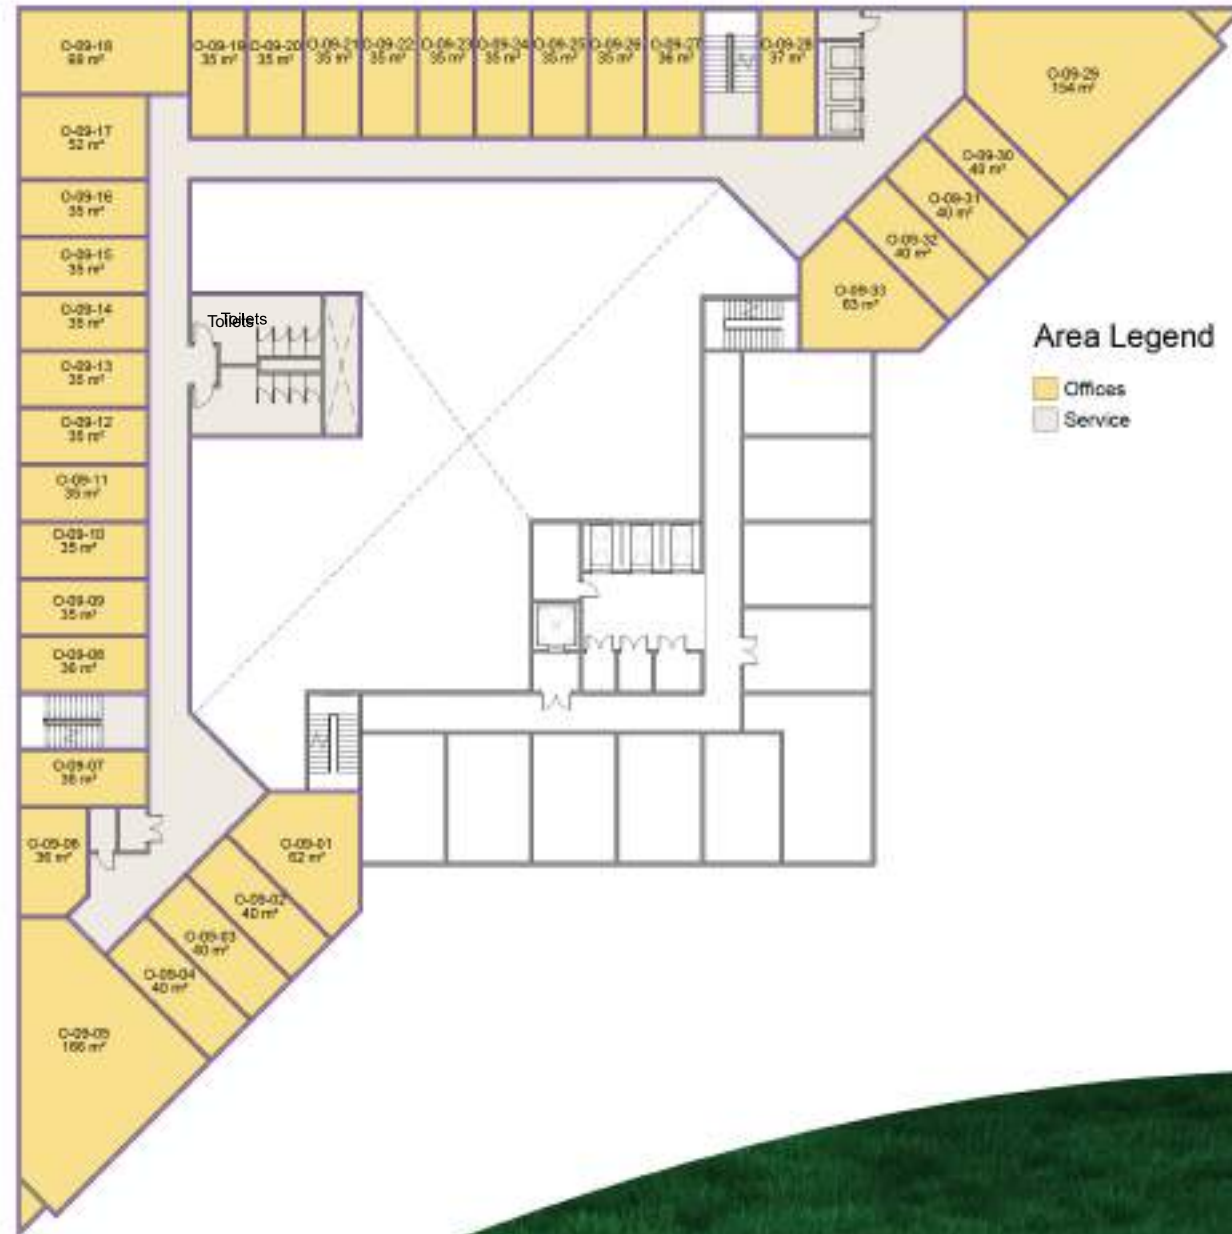 O-09-18
m²
O-09-19
35 m²
O-09-20
35 m²
O-09-21
35 m²
O-09-22
35 m²
O-09-23
35 m²
O-09-24
35 m²
O-09-25
35 m²
O-09-26
35 m²
O-09-27
36 m²
O-09-28
37 m²
O-09-29
154 m²
O-09-17
52 m²
O-09-30
40 m²
O-09-16
35 m²
O-09-31
40 m²
O-09-15
35 m²
O-09-32
40 m²
O-09-14
35 m²
O-09-33
63 m²
Toilets
Toilets
Area Legend
Offices
Service
O-09-13
35 m²
O-09-12
35 m²
O-09-11
35 m²
O-09-10
35 m²
O-09-09
35 m²
O-09-08
36 m²
O-09-07
36 m²
O-09-06
36 m²
O-09-01
62 m²
O-09-02
40 m²
O-09-03
40 m²
O-09-04
40 m²
O-09-05
166 m²